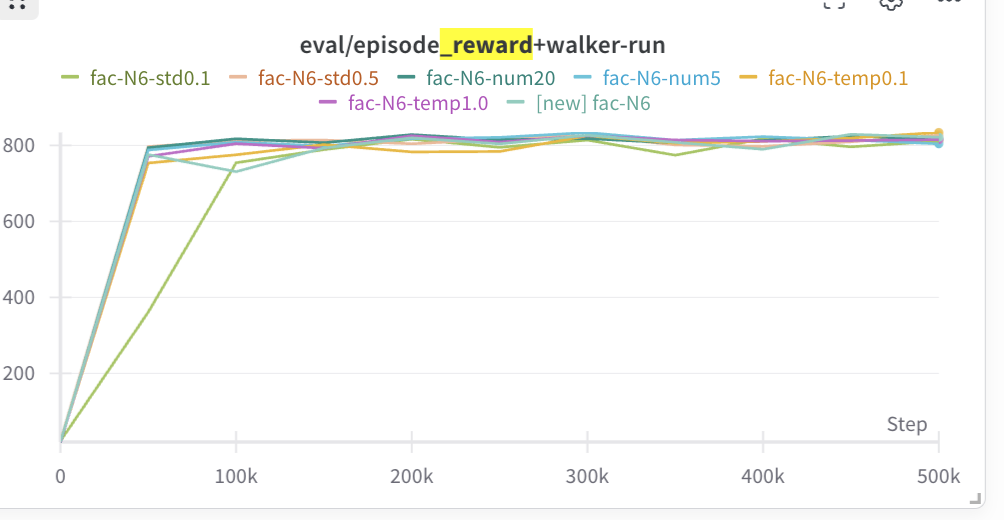 eval/episode_reward+walker-run
fac-N6-std0.1 fac-N6-std0.5 fac-N6-num20 fac-N6-num5 fac-N6-temp0.1
fac-N6-temp1.0 [new] fac-N6
800
600
400
200
Step
0 100k 200k 300k 400k 500k